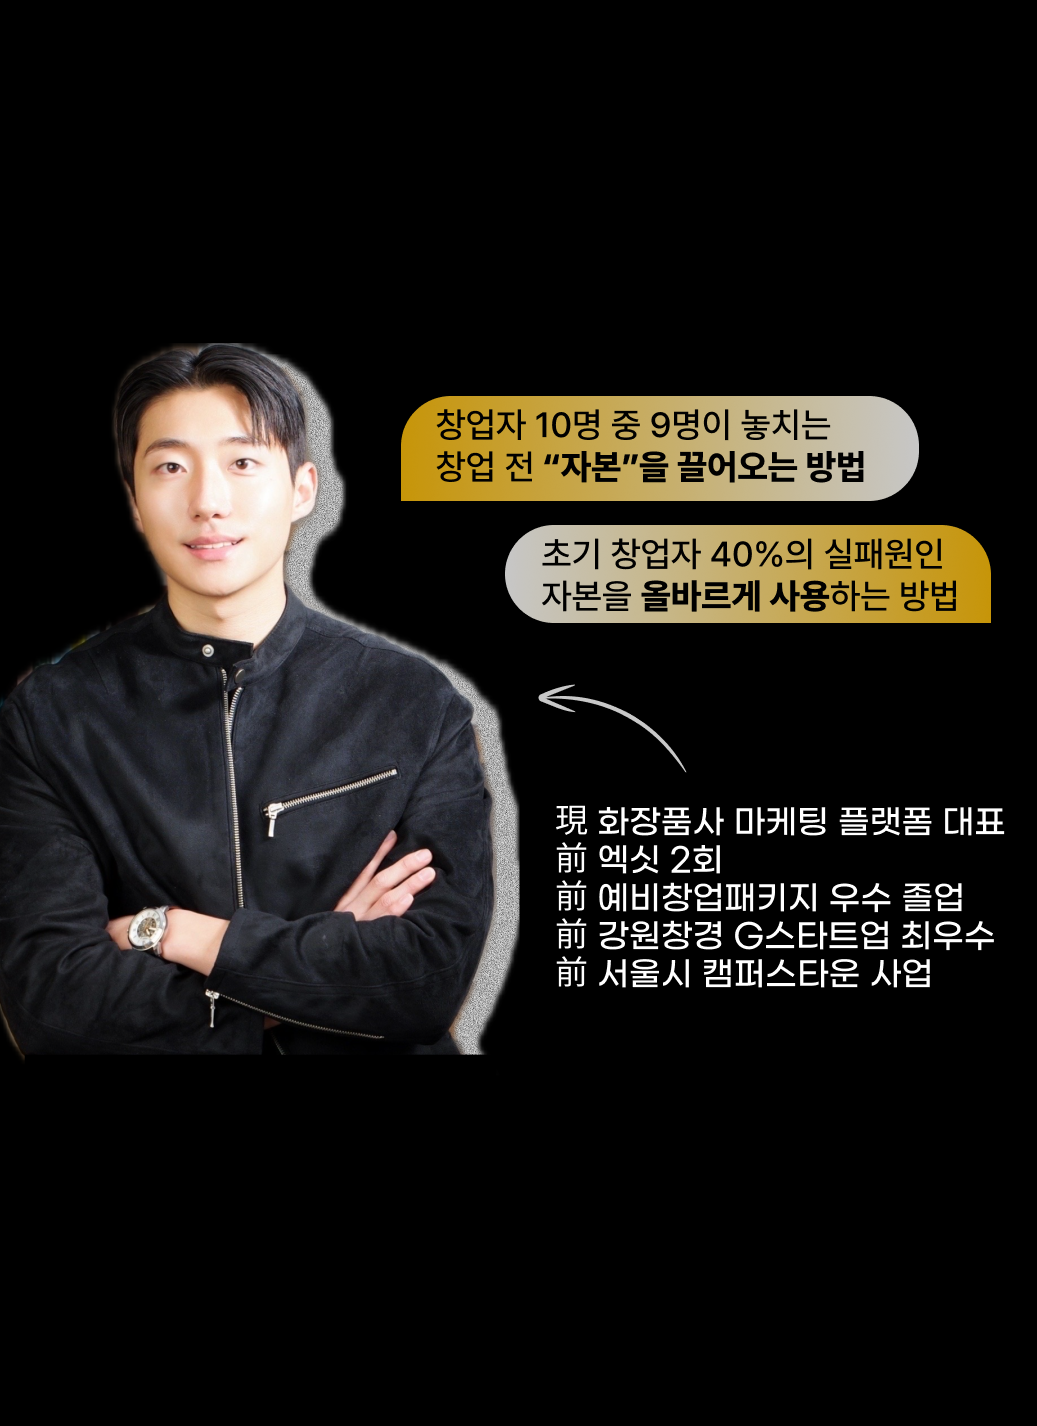 창업자 10명 중 9명이 놓치는
창업 전 “자본”을 끌어오는 방법
초기 창업자 40%의 실패원인
자본을 올바르게 사용하는 방법
現 화장품사 마케팅 플랫폼 대표
前 엑싯 2회
前 예비창업패키지 우수 졸업
前 강원창경 G스타트업 최우수
前 서울시 캠퍼스타운 사업